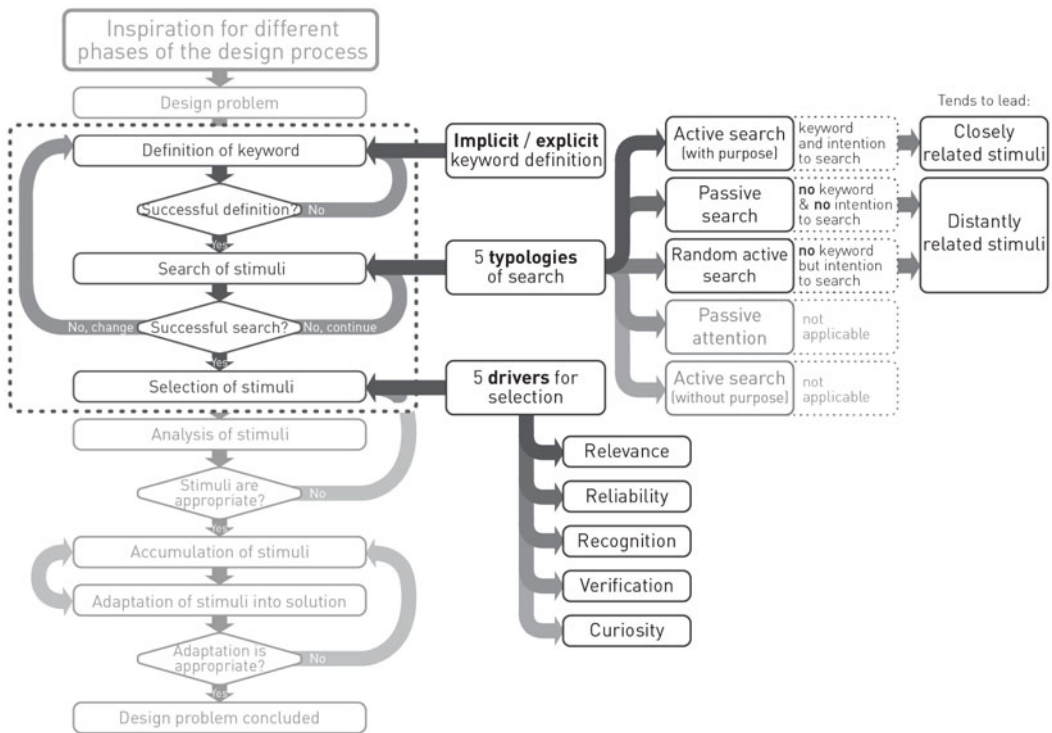 Inspiration for different
phases of the design process
Design problem
Definition of keyword
Successful definition?
No
Yes
Search of stimuli
No, change
Successful search?
No, continue
Yes
Selection of stimuli
Analysis of stimuli
Stimuli are
appropriate?
No
Yes
Accumulation of stimuli
Adaptation of stimuli into solution
Adaptation is
appropriate?
No
Yes
Design problem concluded
Implicit / explicit
keyword definition
5 typologies
of search
5 drivers for
selection
Relevance
Reliability
Recognition
Verification
Curiosity
Active search
(with purpose)
keyword
and intention
to search
Passive
search
no keyword
& no intention
to search
Random active
search
no keyword
but intention
to search
Passive
attention
not
applicable
Active search
(without purpose)
not
applicable
Tends to lead:
Closely
related stimuli
Distantly
related stimuli